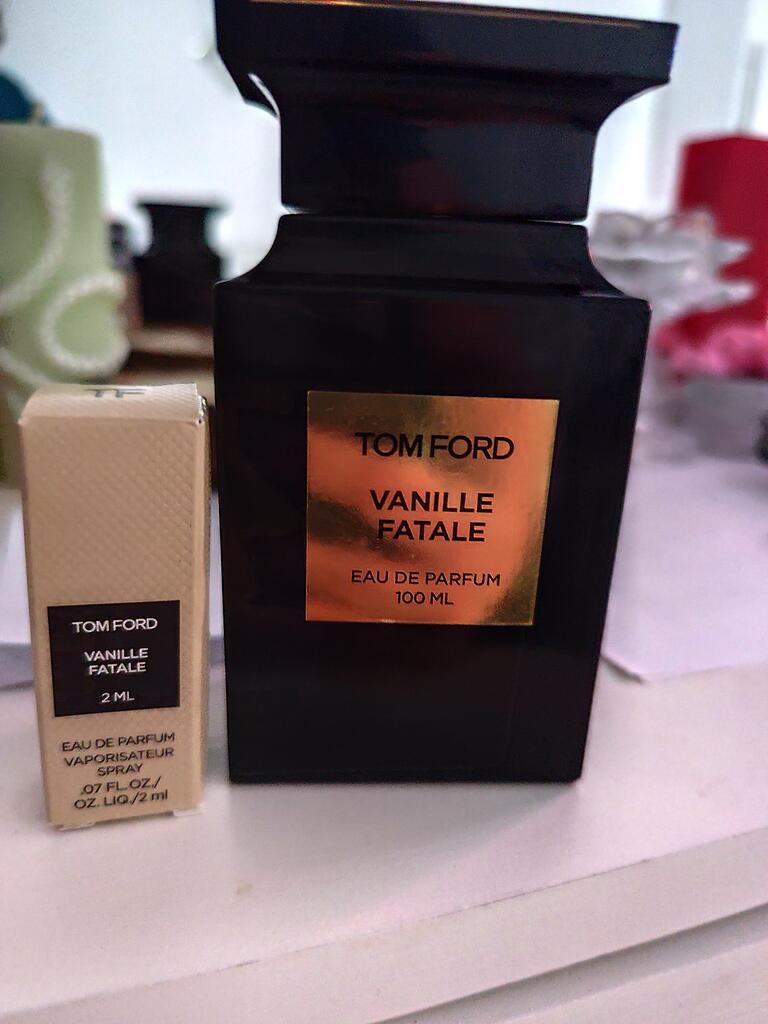 TOM FORD
VANILLE
FATALE
EAU DE PARFUM
100 ML
TF
TOM FORD
VANILLE
FATALE
2 ML
EAU DE PARFUM
VAPORISATEUR
SPRAY
.07 FL.OZ./
OZ. LIQ./2 ml